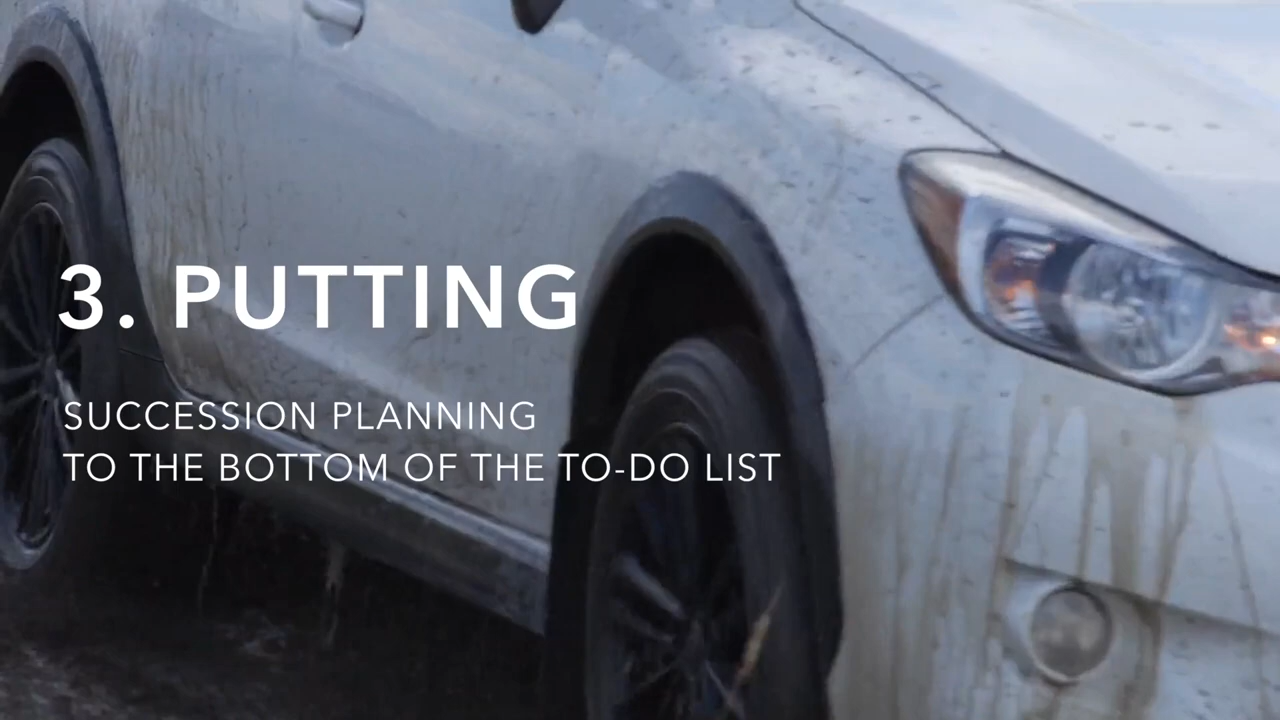 3. PUTTING
SUCCESSION PLANNING
TO THE BOTTOM OF THE TO-DO LIST